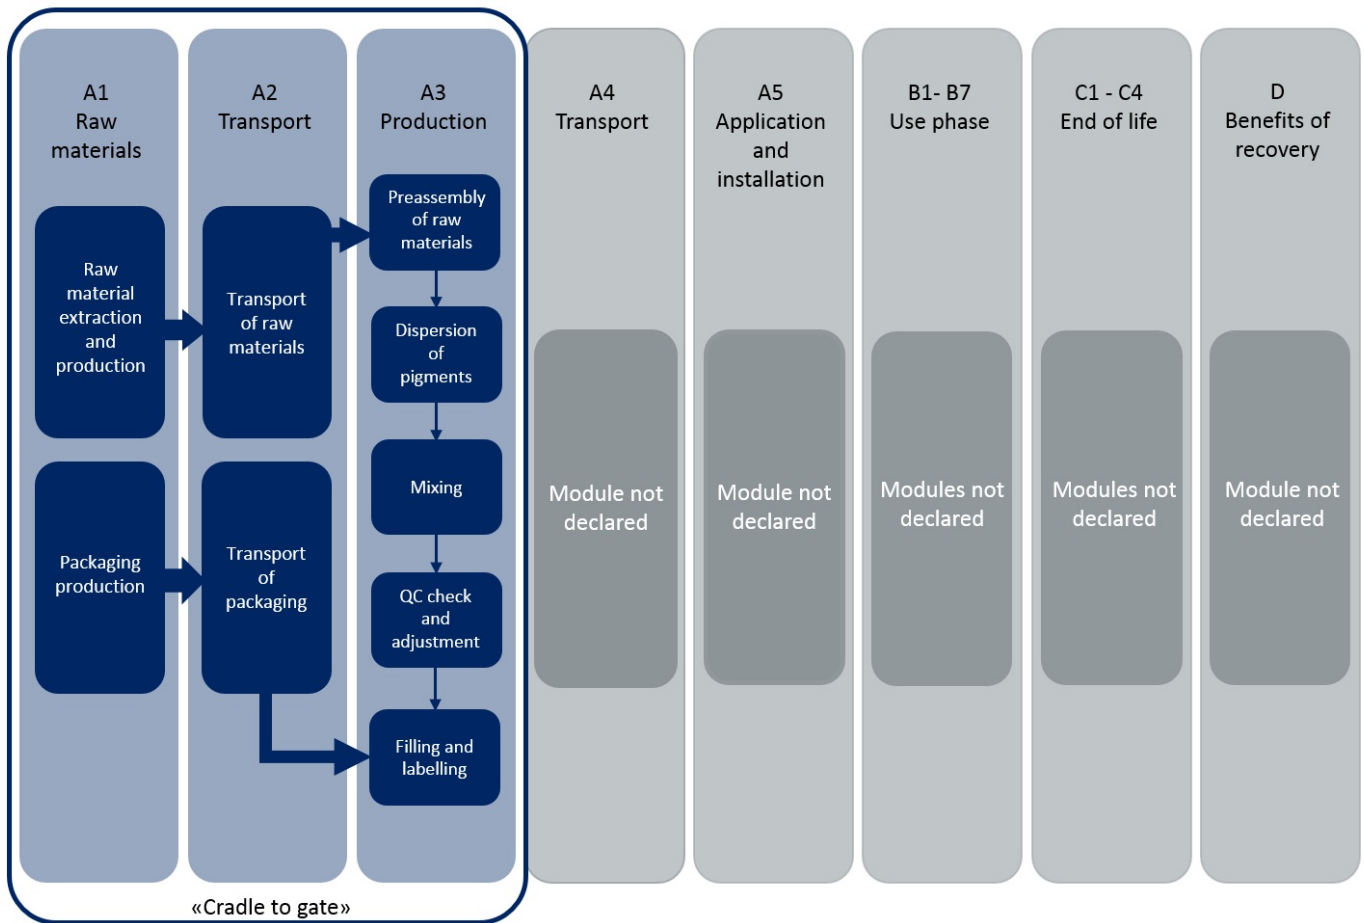 A1
Raw
materials
A2
Transport
A3
Production
A4
Transport
A5
Application
and
installation
B1- B7
Use phase
C1 - C4
End of life
D
Benefits of
recovery
Raw
material
extraction
and
production
Packaging
production
Transport
of raw
materials
Transport
of
packaging
Preassembly
of raw
materials
Dispersion
of
pigments
Mixing
QC check
and
adjustment
Filling and
labelling
Module not
declared
Module not
declared
Modules not
declared
Modules not
declared
Module not
declared
«Cradle to gate»